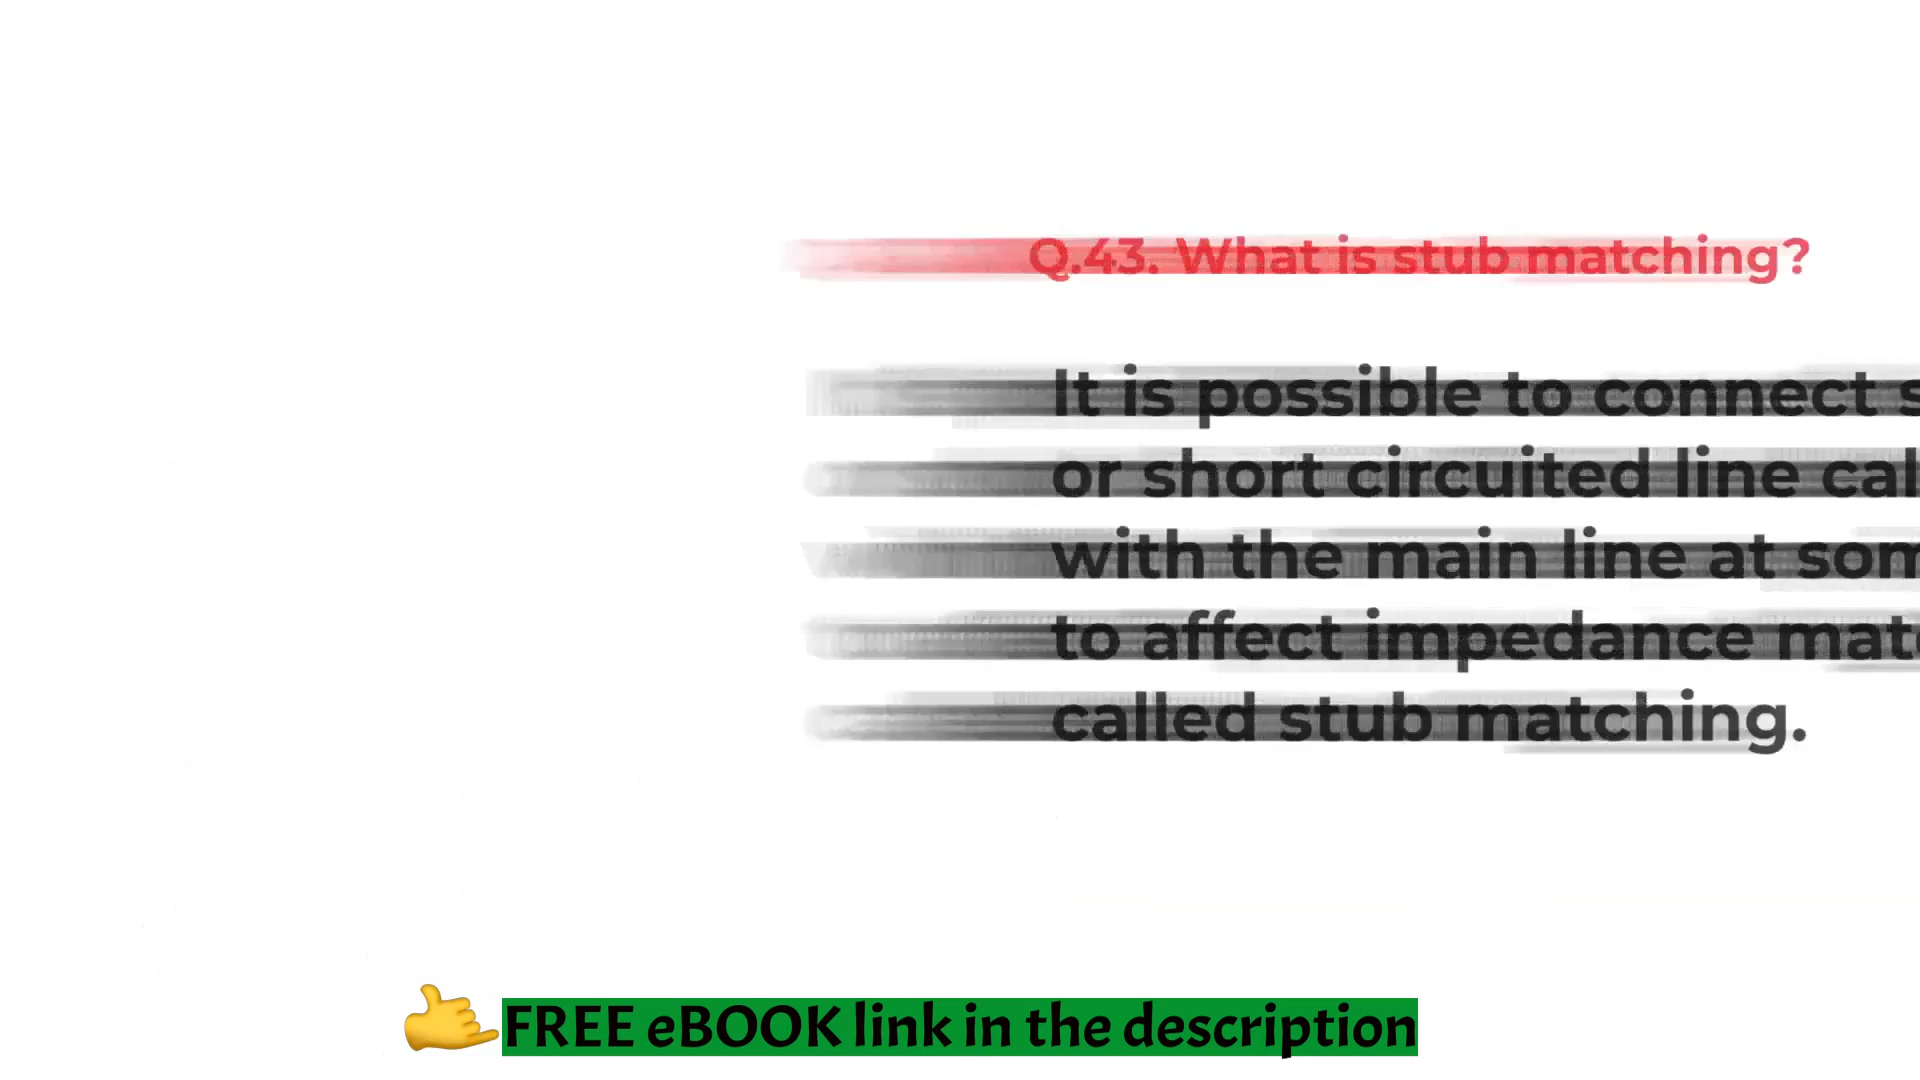 Q.43. What is stub matching?
It is possible to connect
or short circuited line
with the main line at
to affect impedance
called stub matching.
FREE eBOOK link in the description